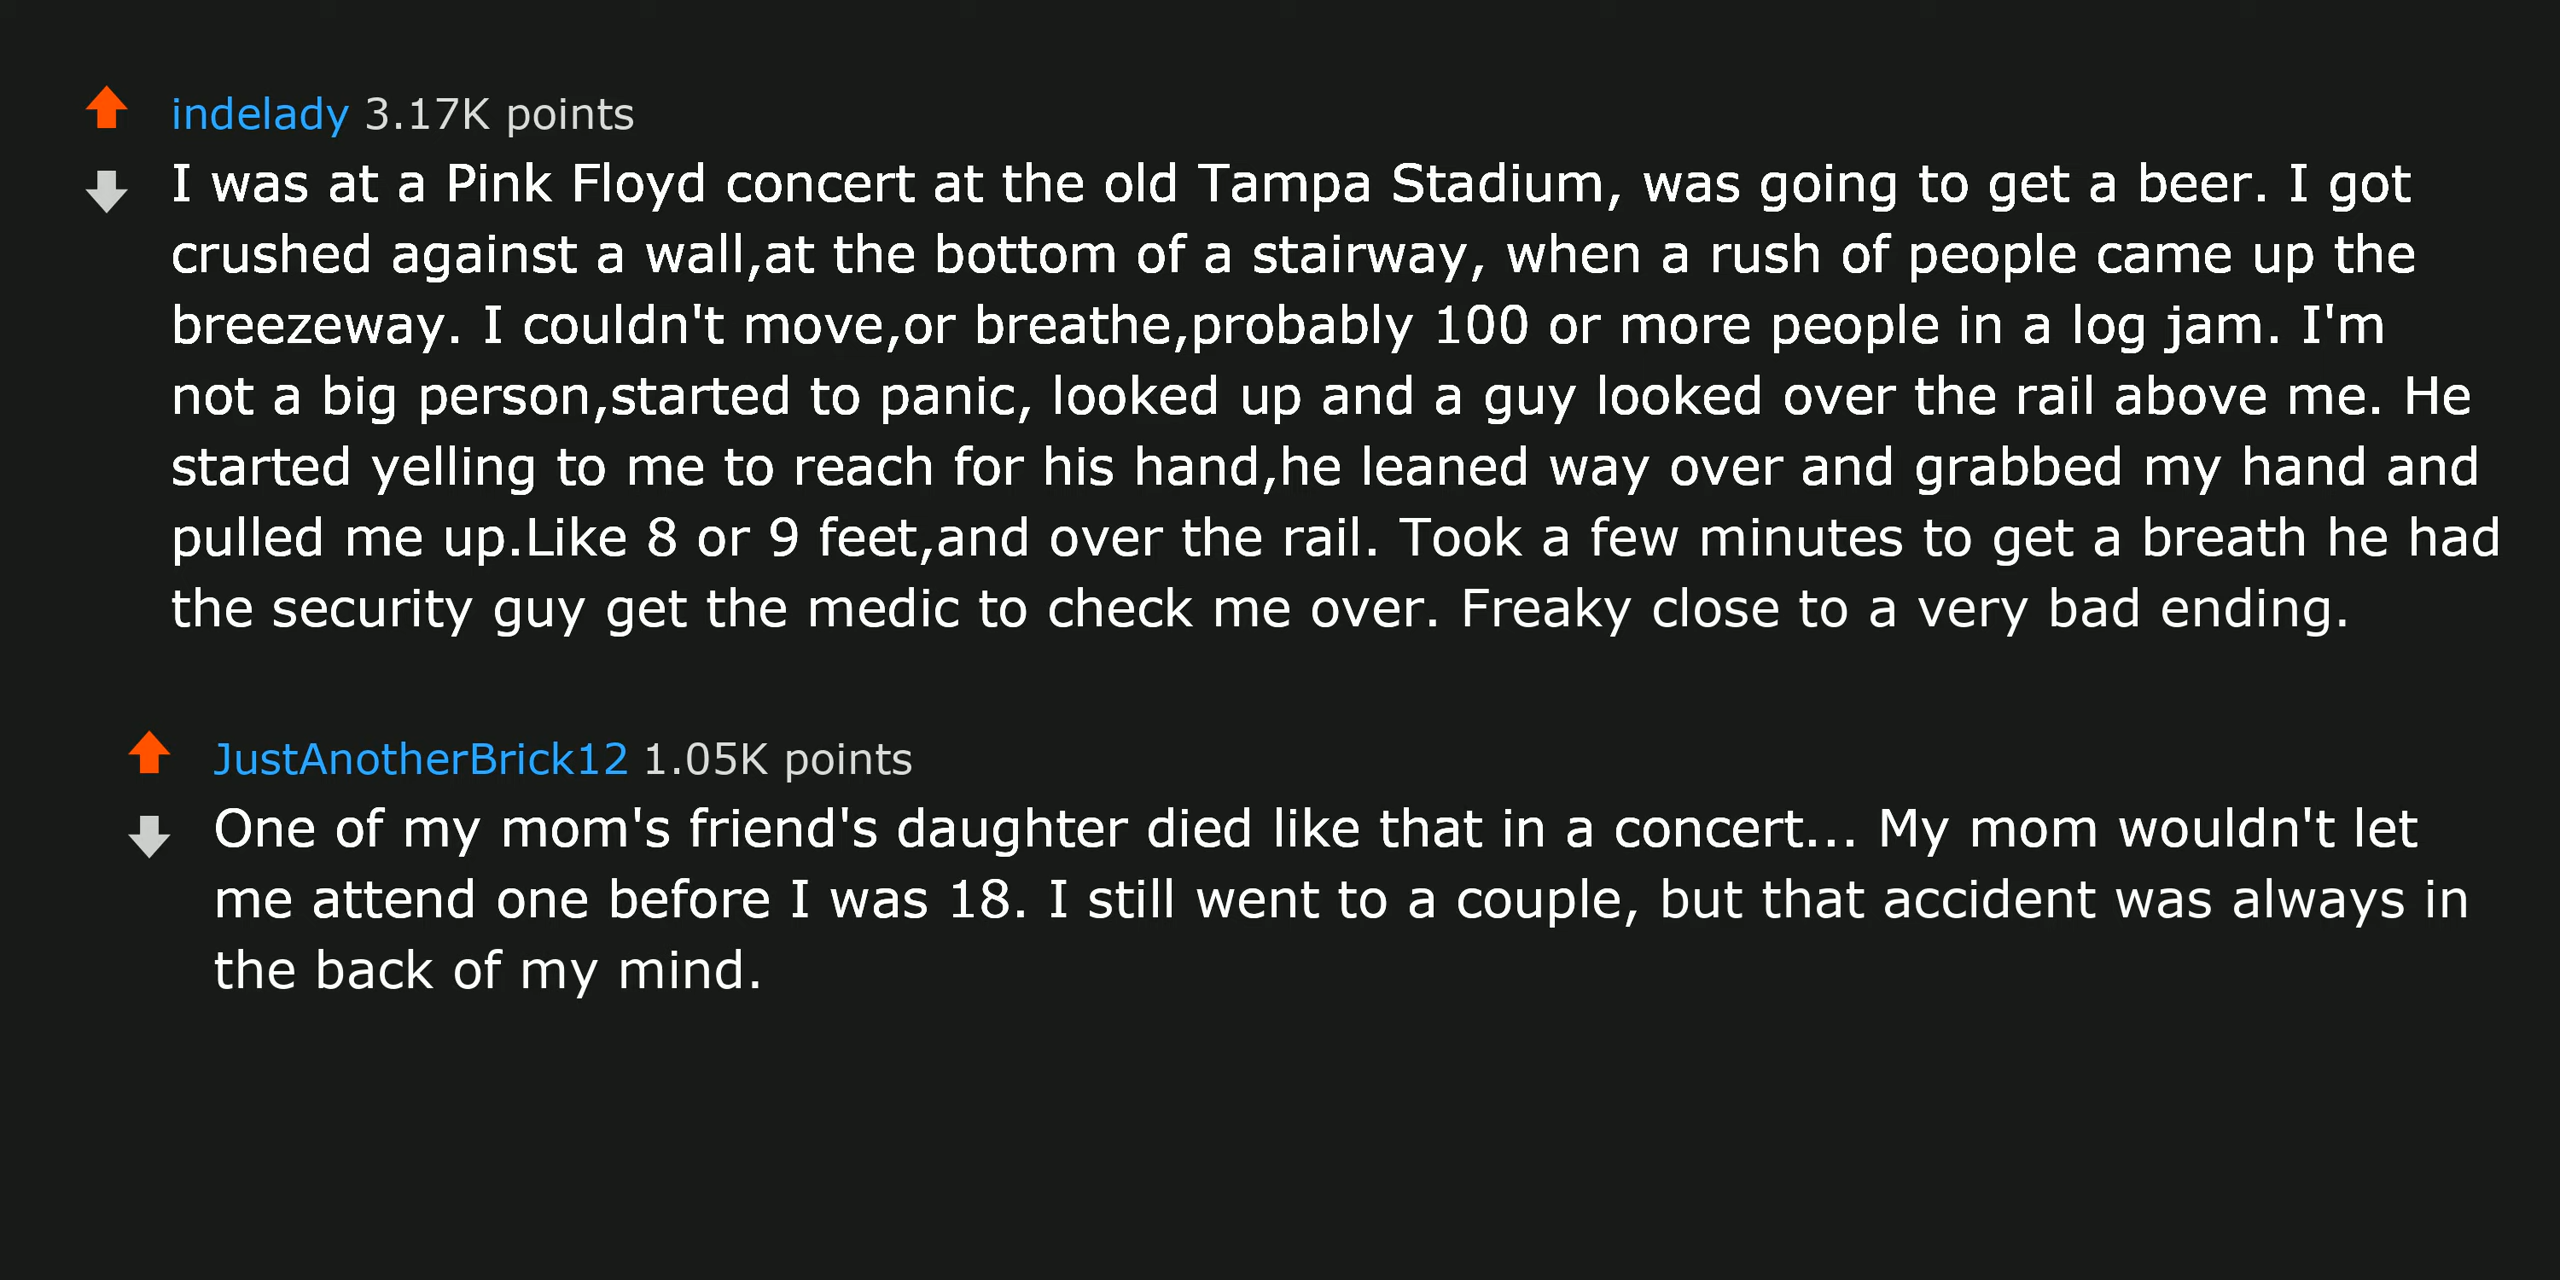 indelady 3.17K points
I was at a Pink Floyd concert at the old Tampa Stadium, was going to get a beer. I got
crushed against a wall,at the bottom of a stairway, when a rush of people came up the
breezeway. I couldn't move,or breathe,probably 100 or more people in a log jam. I'm
not a big person,started to panic, looked up and a guy looked over the rail above me. He
started yelling to me to reach for his hand,he leaned way over and grabbed my hand and
pulled me up.Like 8 or 9 feet,and over the rail. Took a few minutes to get a breath he had
the security guy get the medic to check me over. Freaky close to a very bad ending.
JustAnotherBrick12 1.05K points
One of my mom's friend's daughter died like that in a concert... My mom wouldn't let
me attend one before I was 18. I still went to a couple, but that accident was always in
the back of my mind.